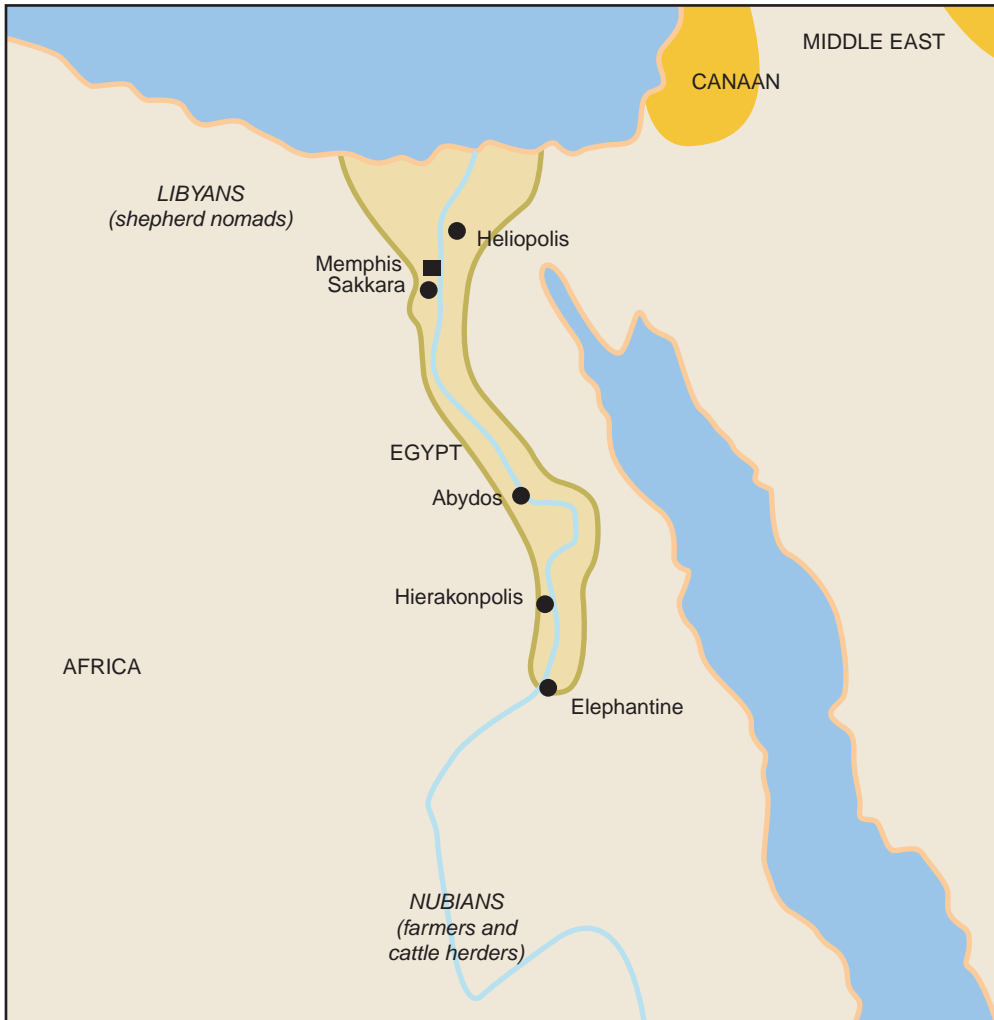 MIDDLE EAST
CANAAN
LIBYANS
(shepherd nomads)
Heliopolis
Memphis
Sakkara
EGYPT
Abydos
Hierakonpolis
AFRICA
Elephantine
NUBIANS
(farmers and
cattle herders)